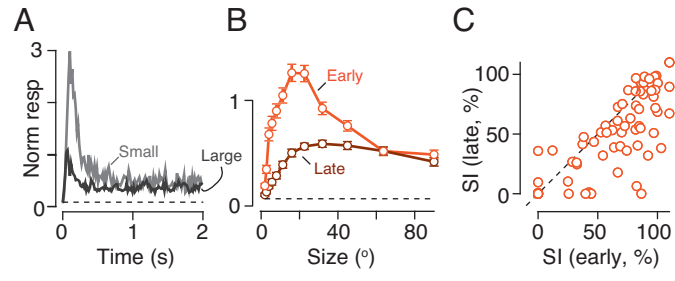 A
B
C
3
Norm resp
0
Small
Large
0
1
2
Time (s)
1
0
Early
Late
0
40
80
Size (º)
100
50
0
SI (late, %)
0
50
100
SI (early, %)